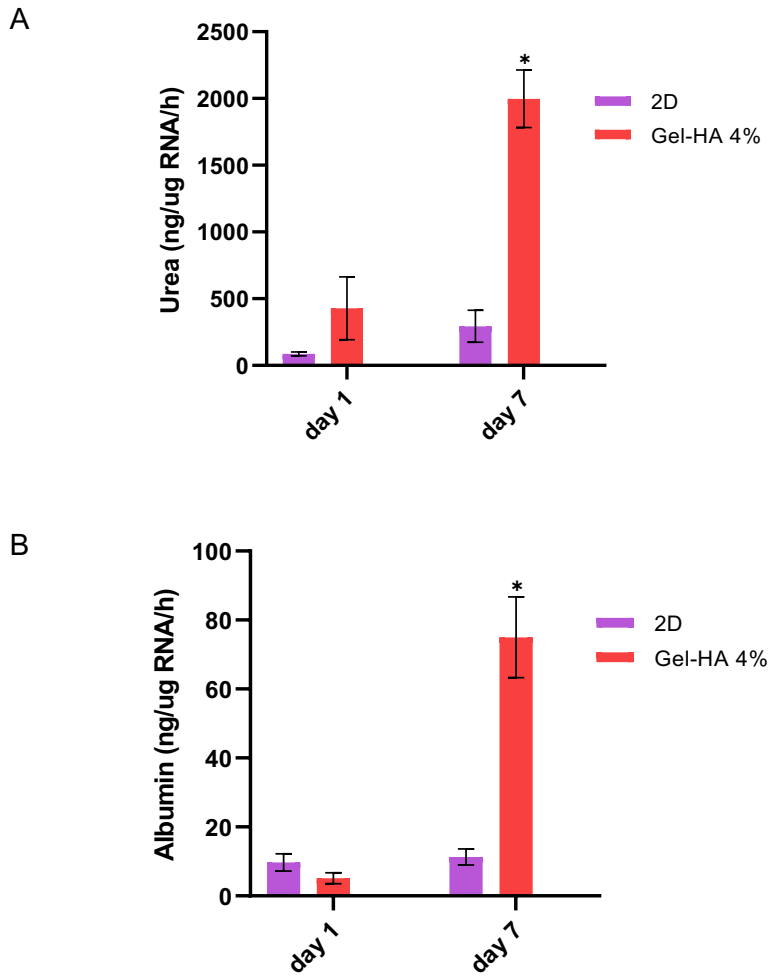 A
Urea (ng/ug RNA/h)
2500
2000
1500
1000
500
0
*
day 1
day 7
2D
Gel-HA 4%
B
Albumin (ng/ug RNA/h)
100
80
60
40
20
0
*
day 1
day 7
2D
Gel-HA 4%